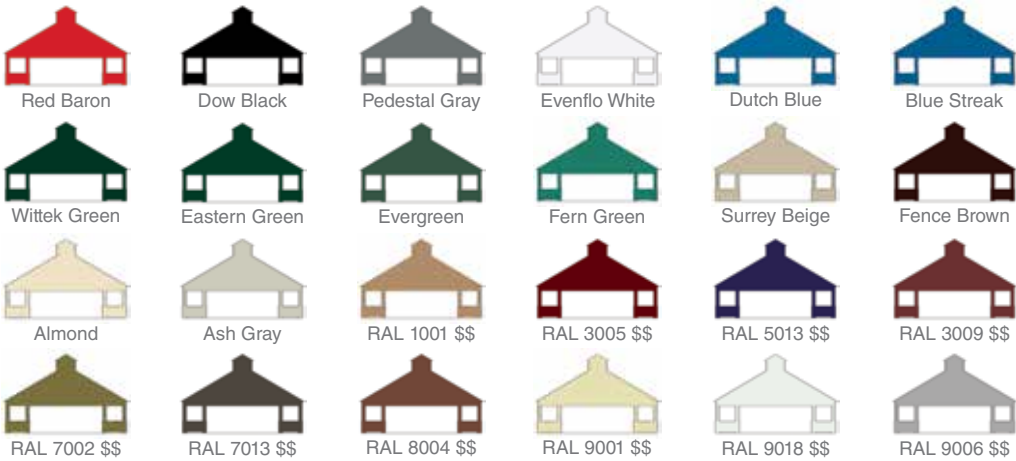 Red Baron
Dow Black
Pedestal Gray
Evenflo White
Dutch Blue
Blue Streak
Wittek Green
Eastern Green
Evergreen
Fern Green
Surrey Beige
Fence Brown
Almond
Ash Gray
RAL 1001 $$
RAL 3005 $$
RAL 5013 $$
RAL 3009 $$
RAL 7002 $$
RAL 7013 $$
RAL 8004 $$
RAL 9001 $$
RAL 9018 $$
RAL 9006 $$